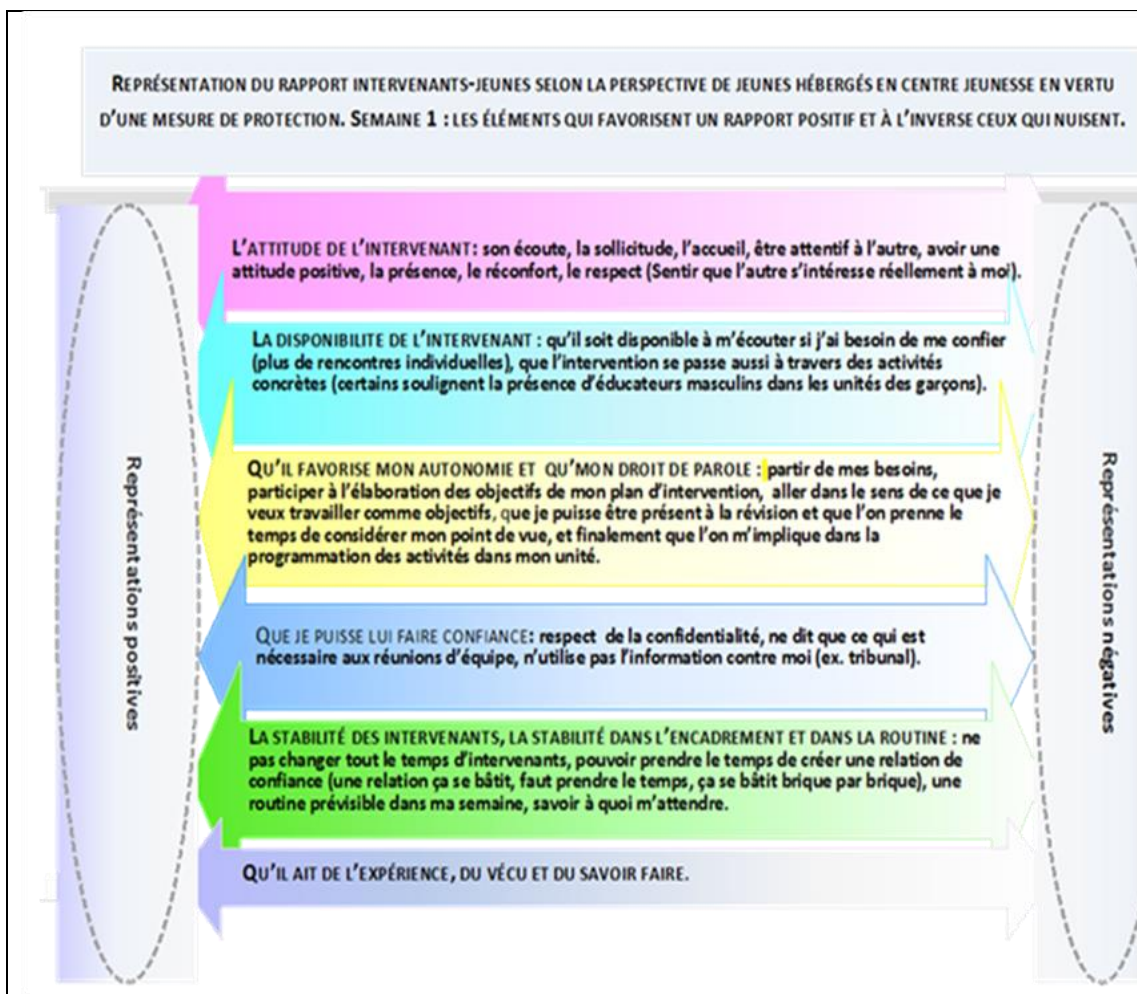 REPRÉSENTATION DU RAPPORT INTERVENANTS-JEUNES SELON LA PERSPECTIVE DE JEUNES HÉBERGÉS EN CENTRE JEUNESSE EN VERTU
D'UNE MESURE DE PROTECTION. SEMAINE 1 : LES ÉLÉMENTS QUI FAVORISENT UN RAPPORT POSITIF ET À L'INVERSE CEUX QUI NUISENT.
Représentations positives
L'ATTITUDE DE L'INTERVENANT: son écoute, la sollicitude, l'accueil, être attentif à l'autre, avoir une
attitude positive, la présence, le réconfort, le respect (Sentir que l'autre s'intéresse réellement à moi).
LA DISPONIBILITE DE L'INTERVENANT : qu'il soit disponible à m'écouter si j'ai besoin de me confier
(plus de rencontres individuelles), que l'intervention se passe aussi à travers des activités
concrètes (certains soulignent la présence d'éducateurs masculins dans les unités des garçons).
QU'IL FAVORISE MON AUTONOMIE ET QU'MON DROIT DE PAROLE : partir de mes besoins,
participer à l'élaboration des objectifs de mon plan d'intervention, aller dans le sens de ce que je
veux travailler comme objectifs, que je puisse être présent à la révision et que l'on prenne le
temps de considérer mon point de vue, et finalement que l'on m'implique dans la
programmation des activités dans mon unité.
QUE JE PUISSE LUI FAIRE CONFIANCE: respect de la confidentialité, ne dit que ce qui est
nécessaire aux réunions d'équipe, n'utilise pas l'information contre moi (ex. tribunal).
LA STABILITÉ DES INTERVENANTS, LA STABILITÉ DANS L'ENCADREMENT ET DANS LA ROUTINE : ne
pas changer tout le temps d'intervenants, pouvoir prendre le temps de créer une relation de
confiance (une relation ça se bâtit, faut prendre le temps, ça se bâtit brique par brique), une
routine prévisible dans ma semaine, savoir à quoi m'attendre.
QU'IL AIT DE L'EXPÉRIENCE, DU VÉCU ET DU SAVOIR FAIRE.
Représentations négatives